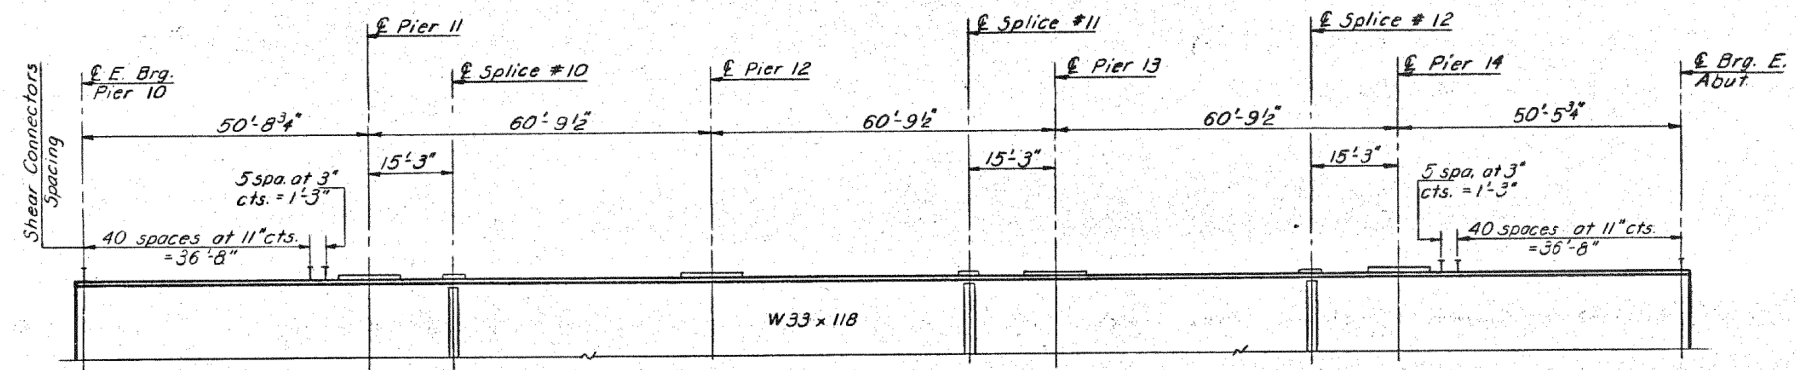 ℄ Pier 11
℄ Splice #11
℄ Splice #12
℄ E. Brg.
Pier 10
℄ Splice #10
℄ Pier 12
℄ Pier 13
℄ Pier 14
℄ Brg. E.
Abut.
Shear Connectors
Spacing
50'-8¾"
60'-9½"
60'-9½"
60'-9½"
50'-5¾"
15'-3"
15'-3"
15'-3"
5 spa. at 3"
cts. = 1'-3"
5 spa. at 3"
cts. = 1'-3"
40 spaces at 11" cts.
=36'-8"
40 spaces at 11" cts.
=36'-8"
W33 x 118